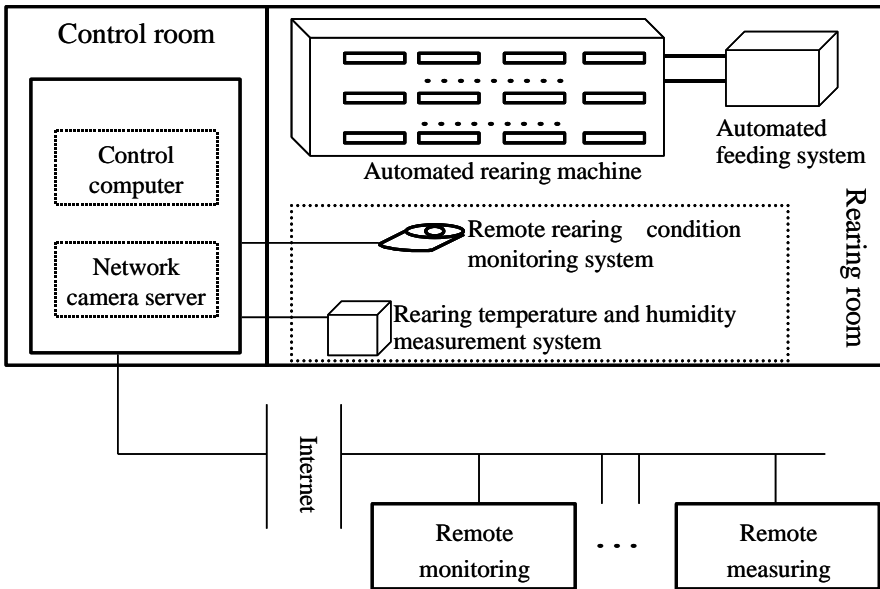 Control room
Control
computer
Network
camera server
Automated rearing machine
Automated
feeding system
Remote rearing condition
monitoring system
Rearing temperature and humidity
measurement system
Rearing room
Internet
Remote
monitoring
. . .
Remote
measuring